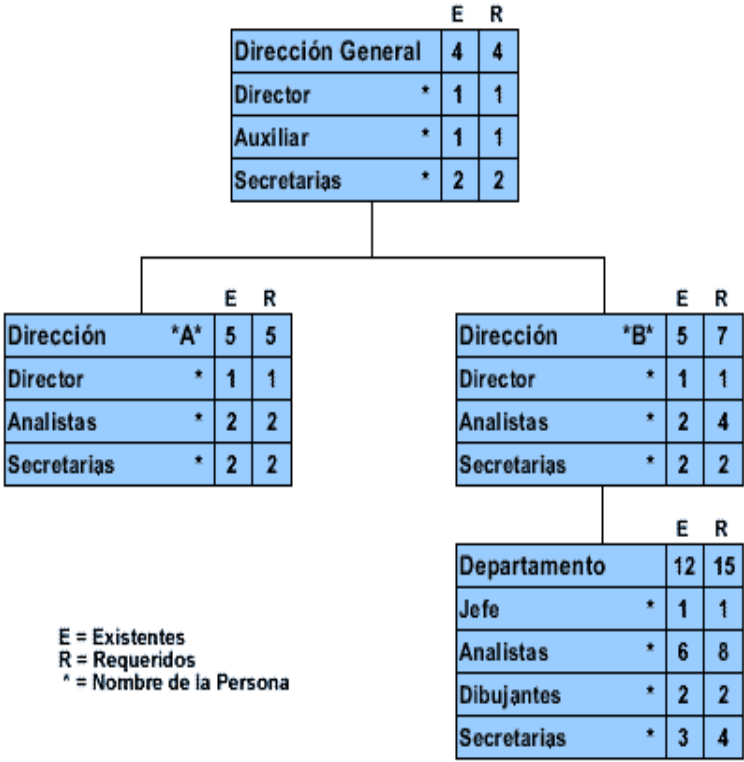 E R
Dirección General 4 4
Director * 1 1
Auxiliar * 1 1
Secretarias * 2 2
E R
Dirección *A* 5 5
Director * 1 1
Analistas * 2 2
Secretarias * 2 2
E R
Dirección *B* 5 7
Director * 1 1
Analistas * 2 4
Secretarias * 2 2
E R
Departamento 12 15
Jefe * 1 1
Analistas * 6 8
Dibujantes * 2 2
Secretarias * 3 4
E = Existentes
R = Requeridos
* = Nombre de la Persona